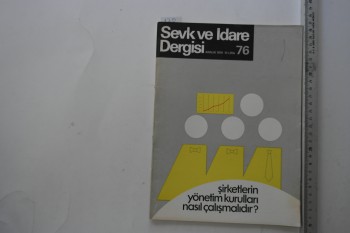 Sevk ve İdare
Dergisi
76
şirketlerin
yönetim kurulları
nasıl çalışmalıdır?